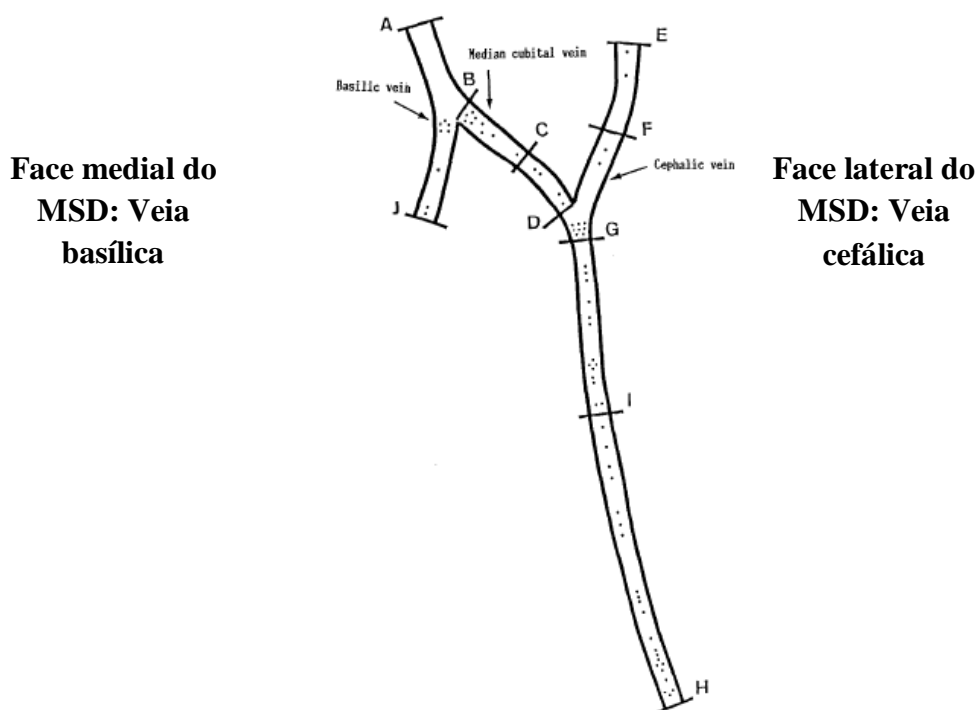 A
E
Median cubital vein
B
Basilic vein
F
C
Cephalic vein
Face medial do
MSD: Veia
basílica
Face lateral do
MSD: Veia
cefálica
J
D
G
I
H